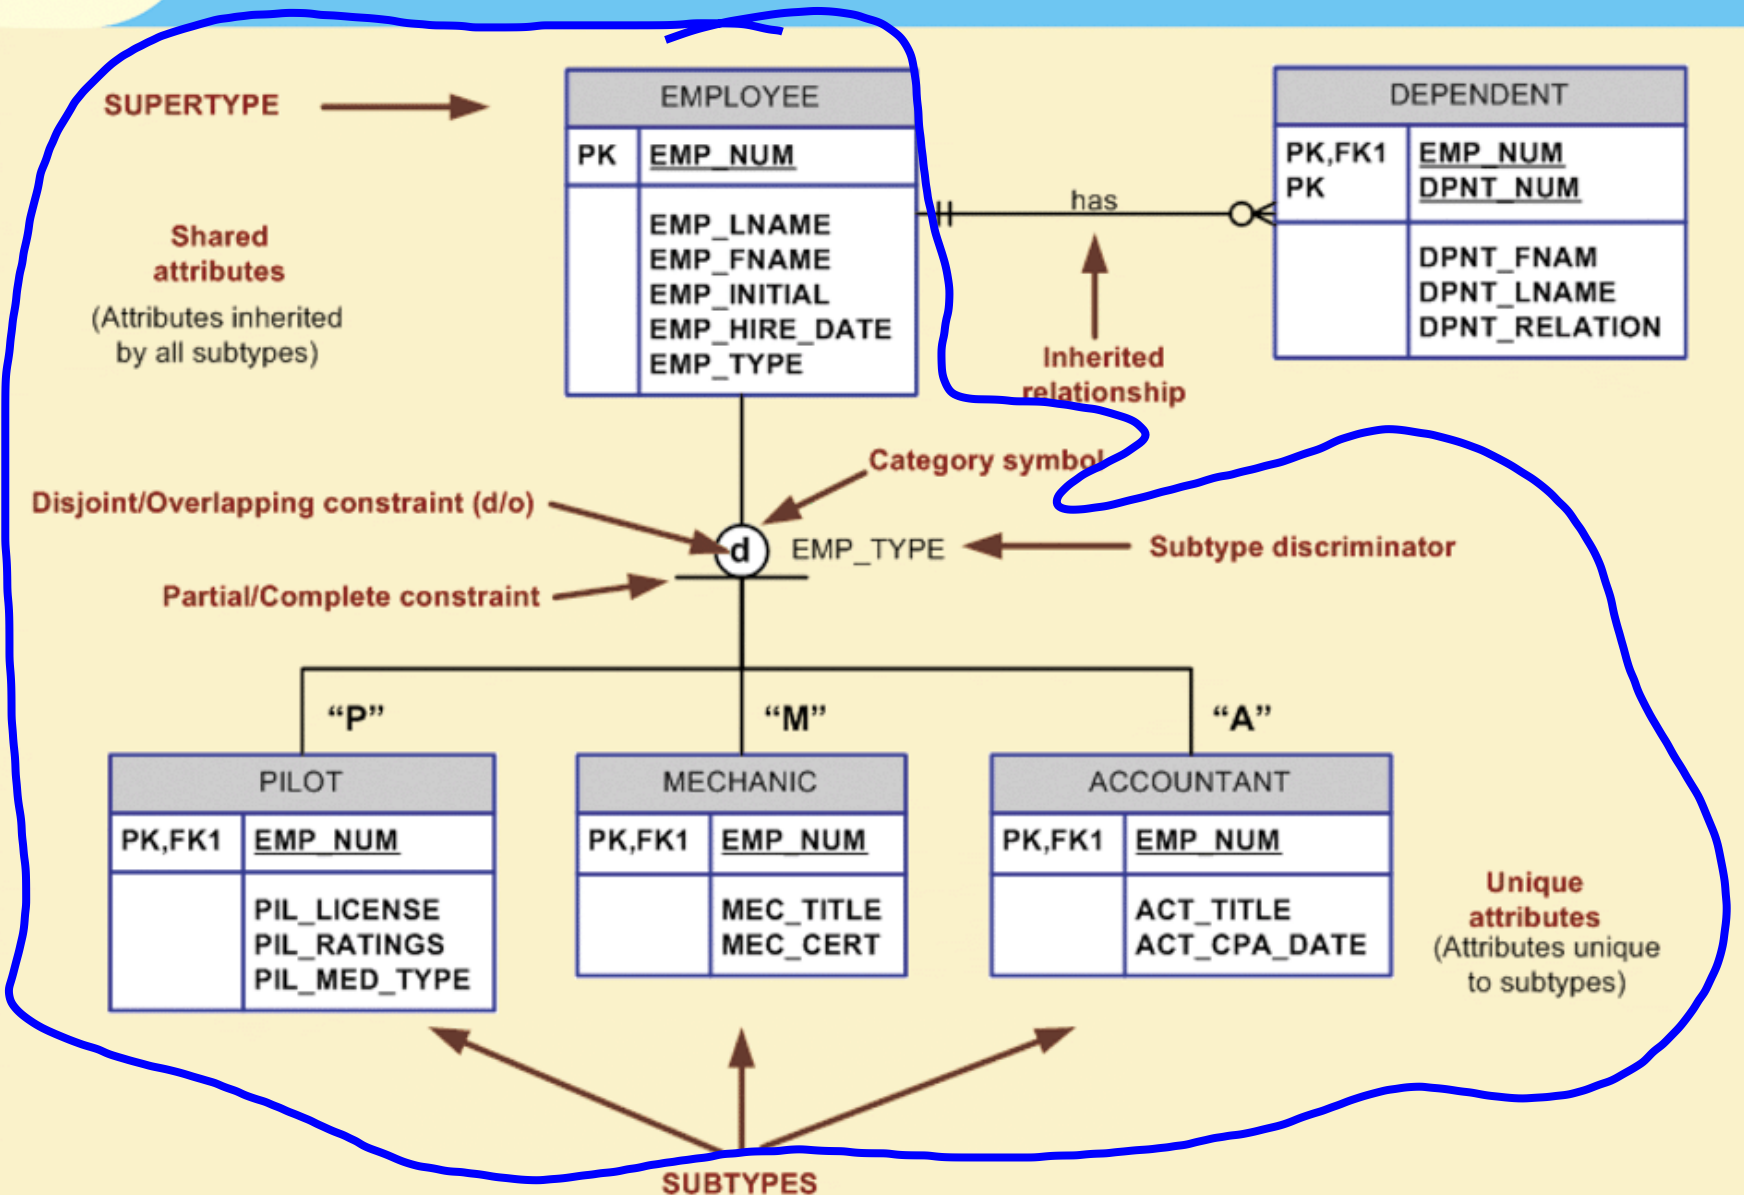 SUPERTYPE
EMPLOYEE
PK EMP_NUM
EMP_LNAME
EMP_FNAME
EMP_INITIAL
EMP_HIRE_DATE
EMP_TYPE
Shared
attributes
(Attributes inherited
by all subtypes)
has
DEPENDENT
PK,FK1 EMP_NUM
PK DPNT_NUM
DPNT_FNAM
DPNT_LNAME
DPNT_RELATION
Inherited
relationship
Category symbol
Disjoint/Overlapping constraint (d/o)
d
EMP_TYPE
Subtype discriminator
Partial/Complete constraint
“P”
“M”
“A”
PILOT
PK,FK1 EMP_NUM
PIL_LICENSE
PIL_RATINGS
PIL_MED_TYPE
MECHANIC
PK,FK1 EMP_NUM
MEC_TITLE
MEC_CERT
ACCOUNTANT
PK,FK1 EMP_NUM
ACT_TITLE
ACT_CPA_DATE
Unique
attributes
(Attributes unique
to subtypes)
SUBTYPES